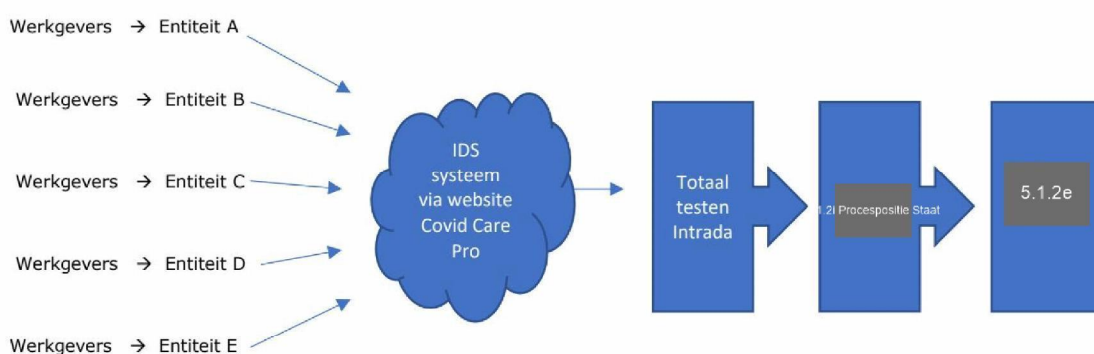 Werkgevers → Entiteit A
Werkgevers → Entiteit B
Werkgevers → Entiteit C
Werkgevers → Entiteit D
Werkgevers → Entiteit E
IDS
systeem
via website
Covid Care
Pro
Totaal
testen
Intrada
.2i Procespositie Staat
5.1.2e